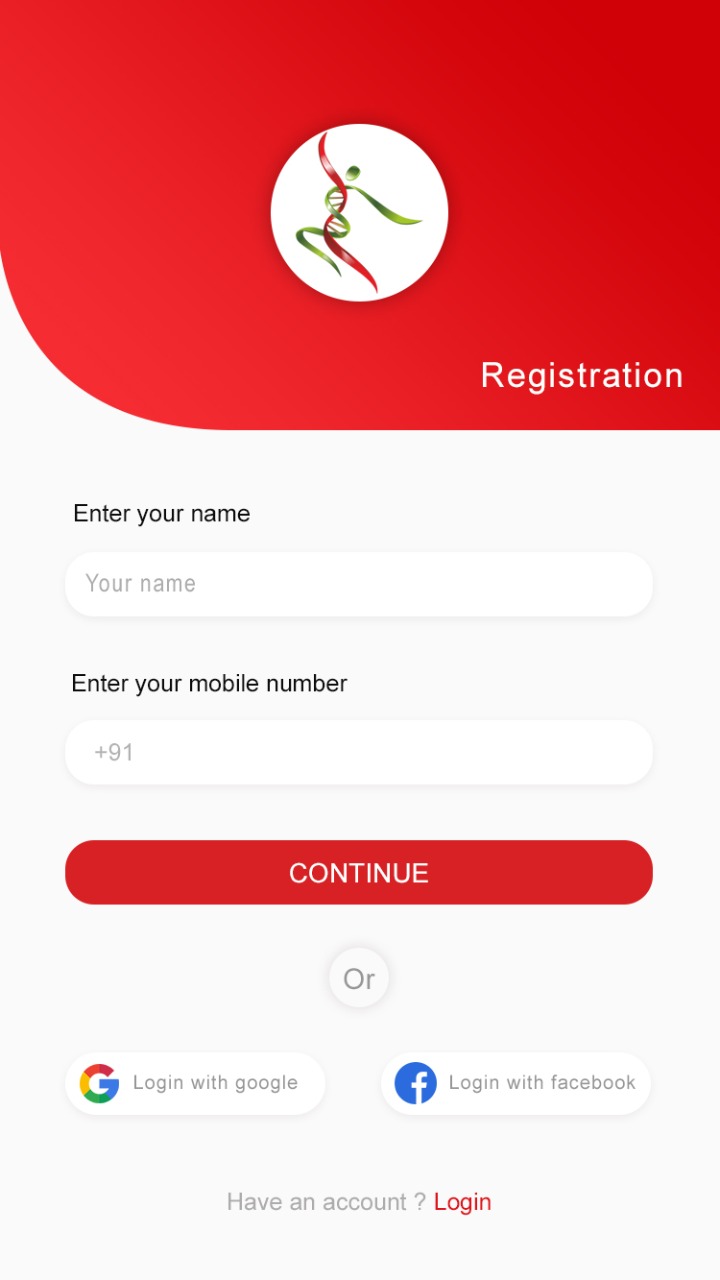 Registration
Enter your name
Your name
Enter your mobile number
+91
CONTINUE
Or
Login with google
Login with facebook
Have an account ? Login